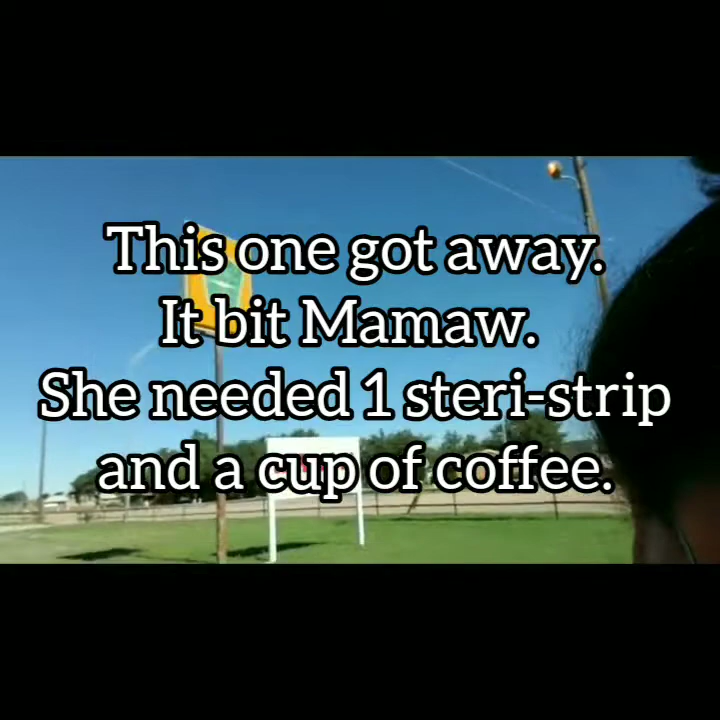 This one got away.
It bit Mamaw.
She needed 1 steri-strip
and a cup of coffee.